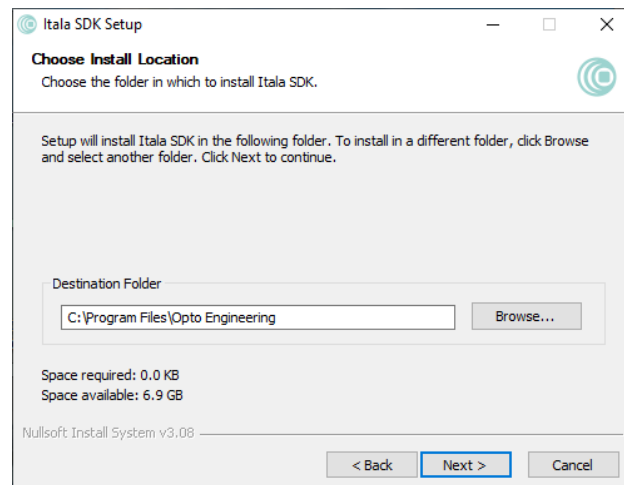 Itala SDK Setup
Choose Install Location
Choose the folder in which to install Itala SDK.
Setup will install Itala SDK in the following folder. To install in a different folder, click Browse
and select another folder. Click Next to continue.
Destination Folder
C:\Program Files\Opto Engineering
Browse...
Space required: 0.0 KB
Space available: 6.9 GB
Nullsoft Install System v3.08
< Back
Next >
Cancel